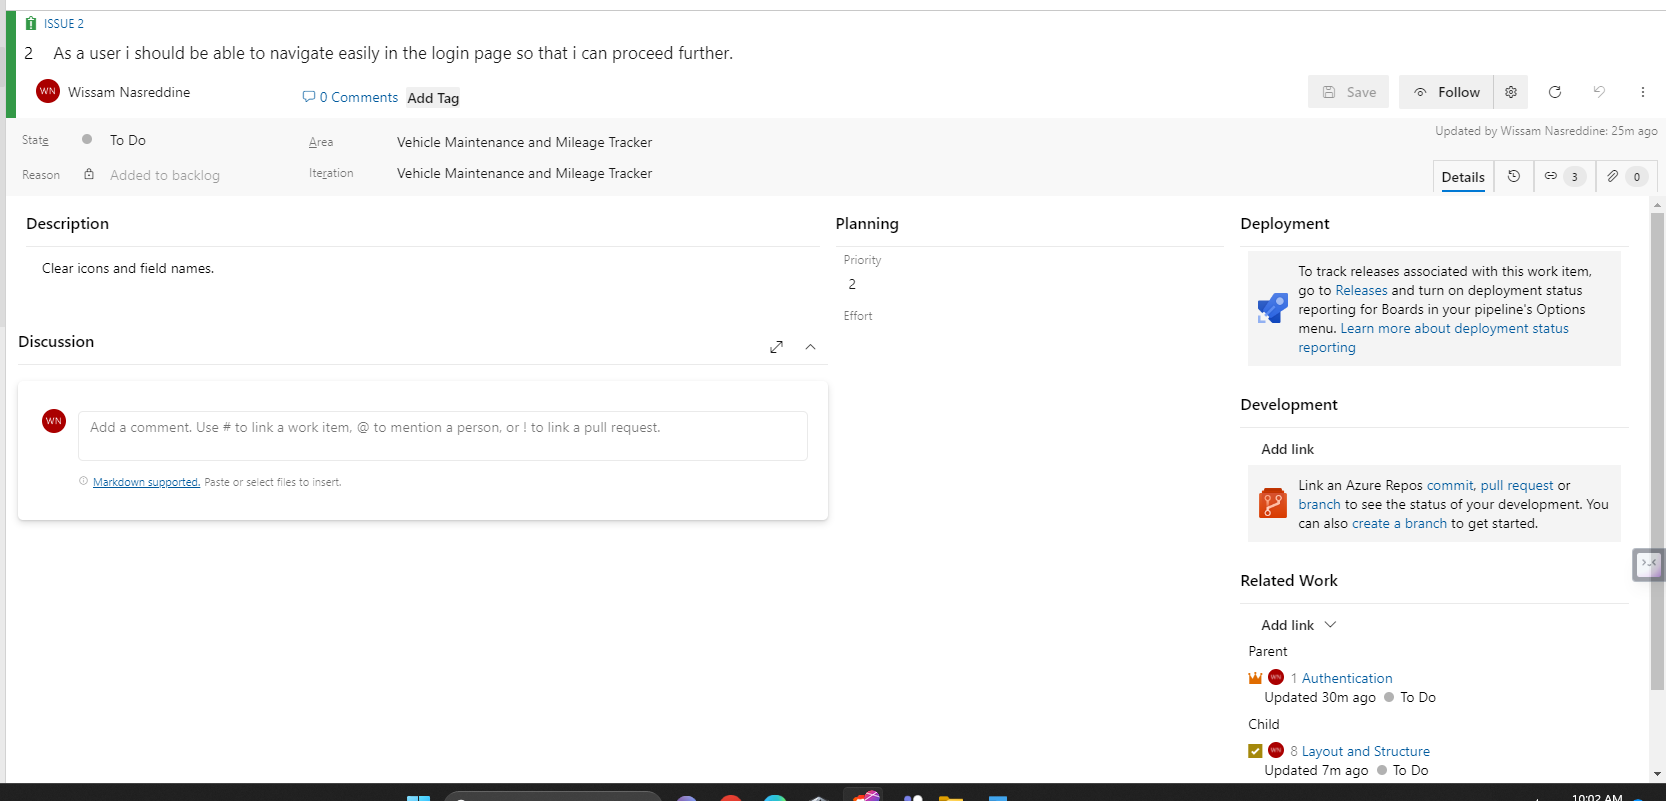 ISSUE 2
2 As a user i should be able to navigate easily in the login page so that i can proceed further.
WN Wissam Nasreddine
0 Comments Add Tag
Save Follow
State To Do
Area Vehicle Maintenance and Mileage Tracker
Updated by Wissam Nasreddine: 25m ago
Reason Added to backlog
Iteration Vehicle Maintenance and Mileage Tracker
Details 3 0
Description
Clear icons and field names.
Discussion
WN
Add a comment. Use # to link a work item, @ to mention a person, or ! to link a pull request.
Markdown supported. Paste or select files to insert.
Planning
Priority
2
Effort
Deployment
To track releases associated with this work item,
go to Releases and turn on deployment status
reporting for Boards in your pipeline's Options
menu. Learn more about deployment status
reporting
Development
Add link
Link an Azure Repos commit, pull request or
branch to see the status of your development. You
can also create a branch to get started.
Related Work
Add link
Parent
WN 1 Authentication
Updated 30m ago To Do
Child
WN 8 Layout and Structure
Updated 7m ago To Do
10:02 AM